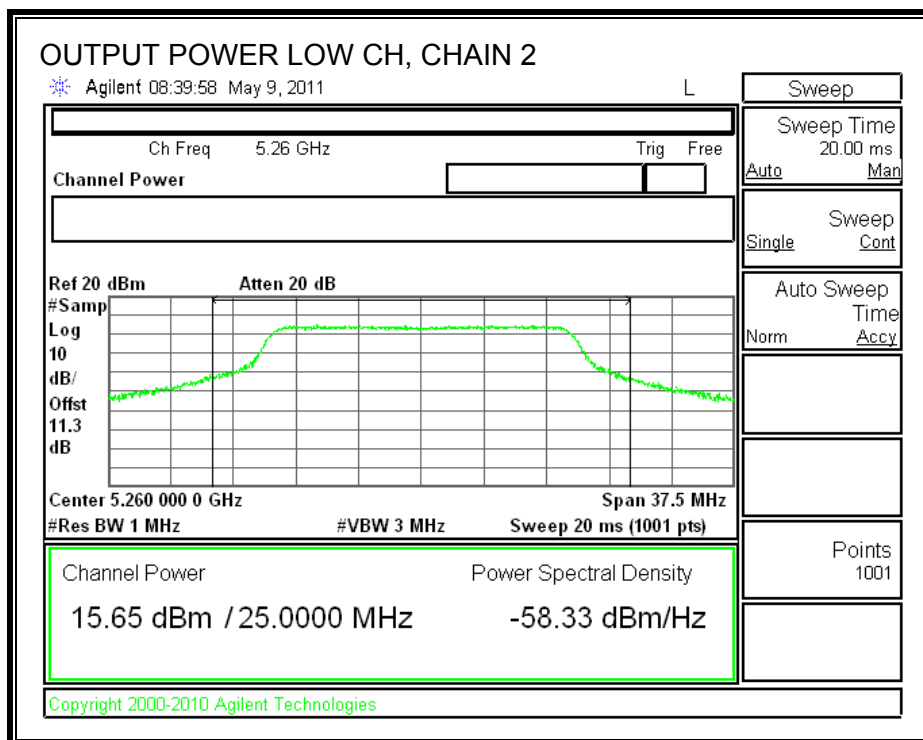 OUTPUT POWER LOW CH, CHAIN 2
Agilent 08:39:58 May 9, 2011 L
Sweep
Ch Freq 5.26 GHz Trig Free
Channel Power
Sweep Time
20.00 ms
Auto Man
Sweep
Single Cont
Auto Sweep
Time
Norm Accy
Ref 20 dBm Atten 20 dB
#Samp
Log
10
dB/
Offst
11.3
dB
Center 5.260 000 0 GHz Span 37.5 MHz
#Res BW 1 MHz #VBW 3 MHz Sweep 20 ms (1001 pts)
Points
1001
Channel Power Power Spectral Density
15.65 dBm / 25.0000 MHz -58.33 dBm/Hz
Copyright 2000-2010 Agilent Technologies